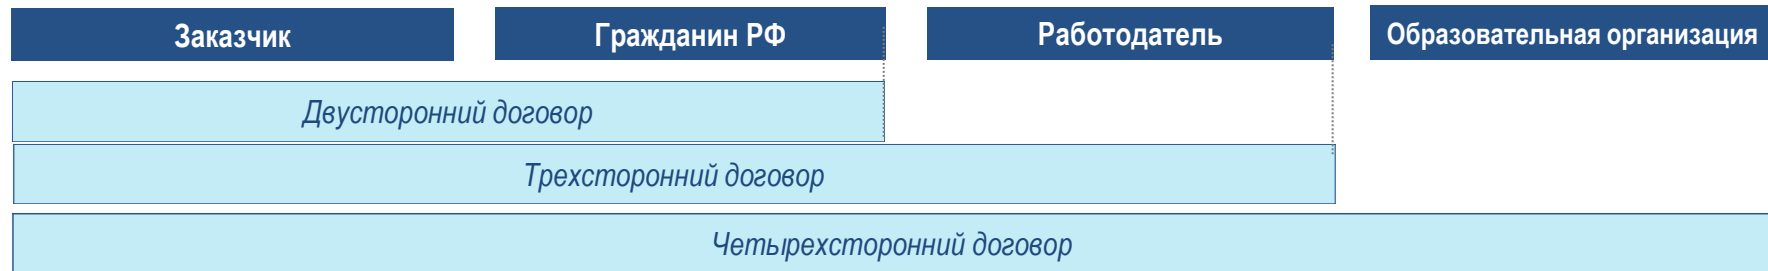 Заказчик
Гражданин РФ
Работодатель
Образовательная организация
Двусторонний договор
Трехсторонний договор
Четырехсторонний договор